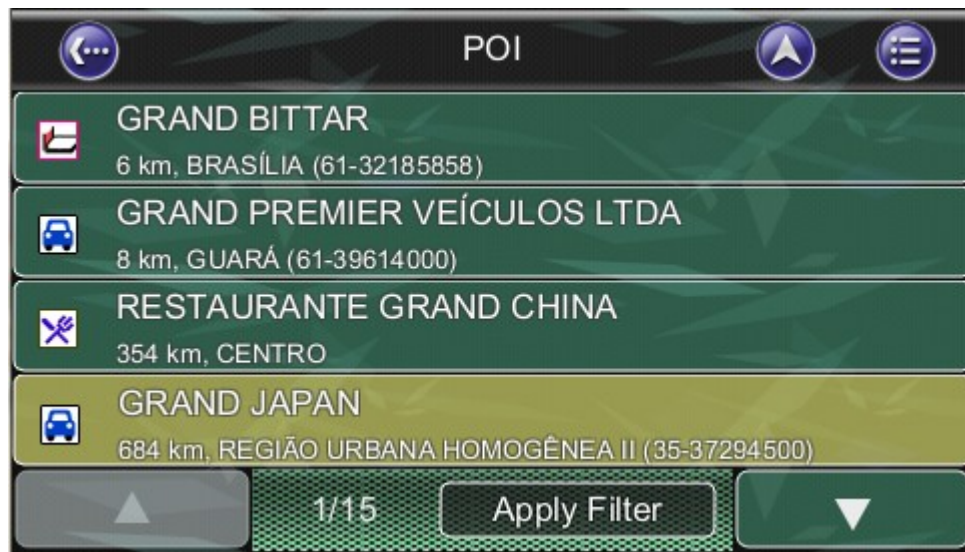 POI
GRAND BITTAR
6 km, BRASÍLIA (61-32185858)
GRAND PREMIER VEÍCULOS LTDA
8 km, GUARÁ (61-39614000)
RESTAURANTE GRAND CHINA
354 km, CENTRO
GRAND JAPAN
684 km, REGIÃO URBANA HOMOGÊNEA II (35-37294500)
1/15 Apply Filter